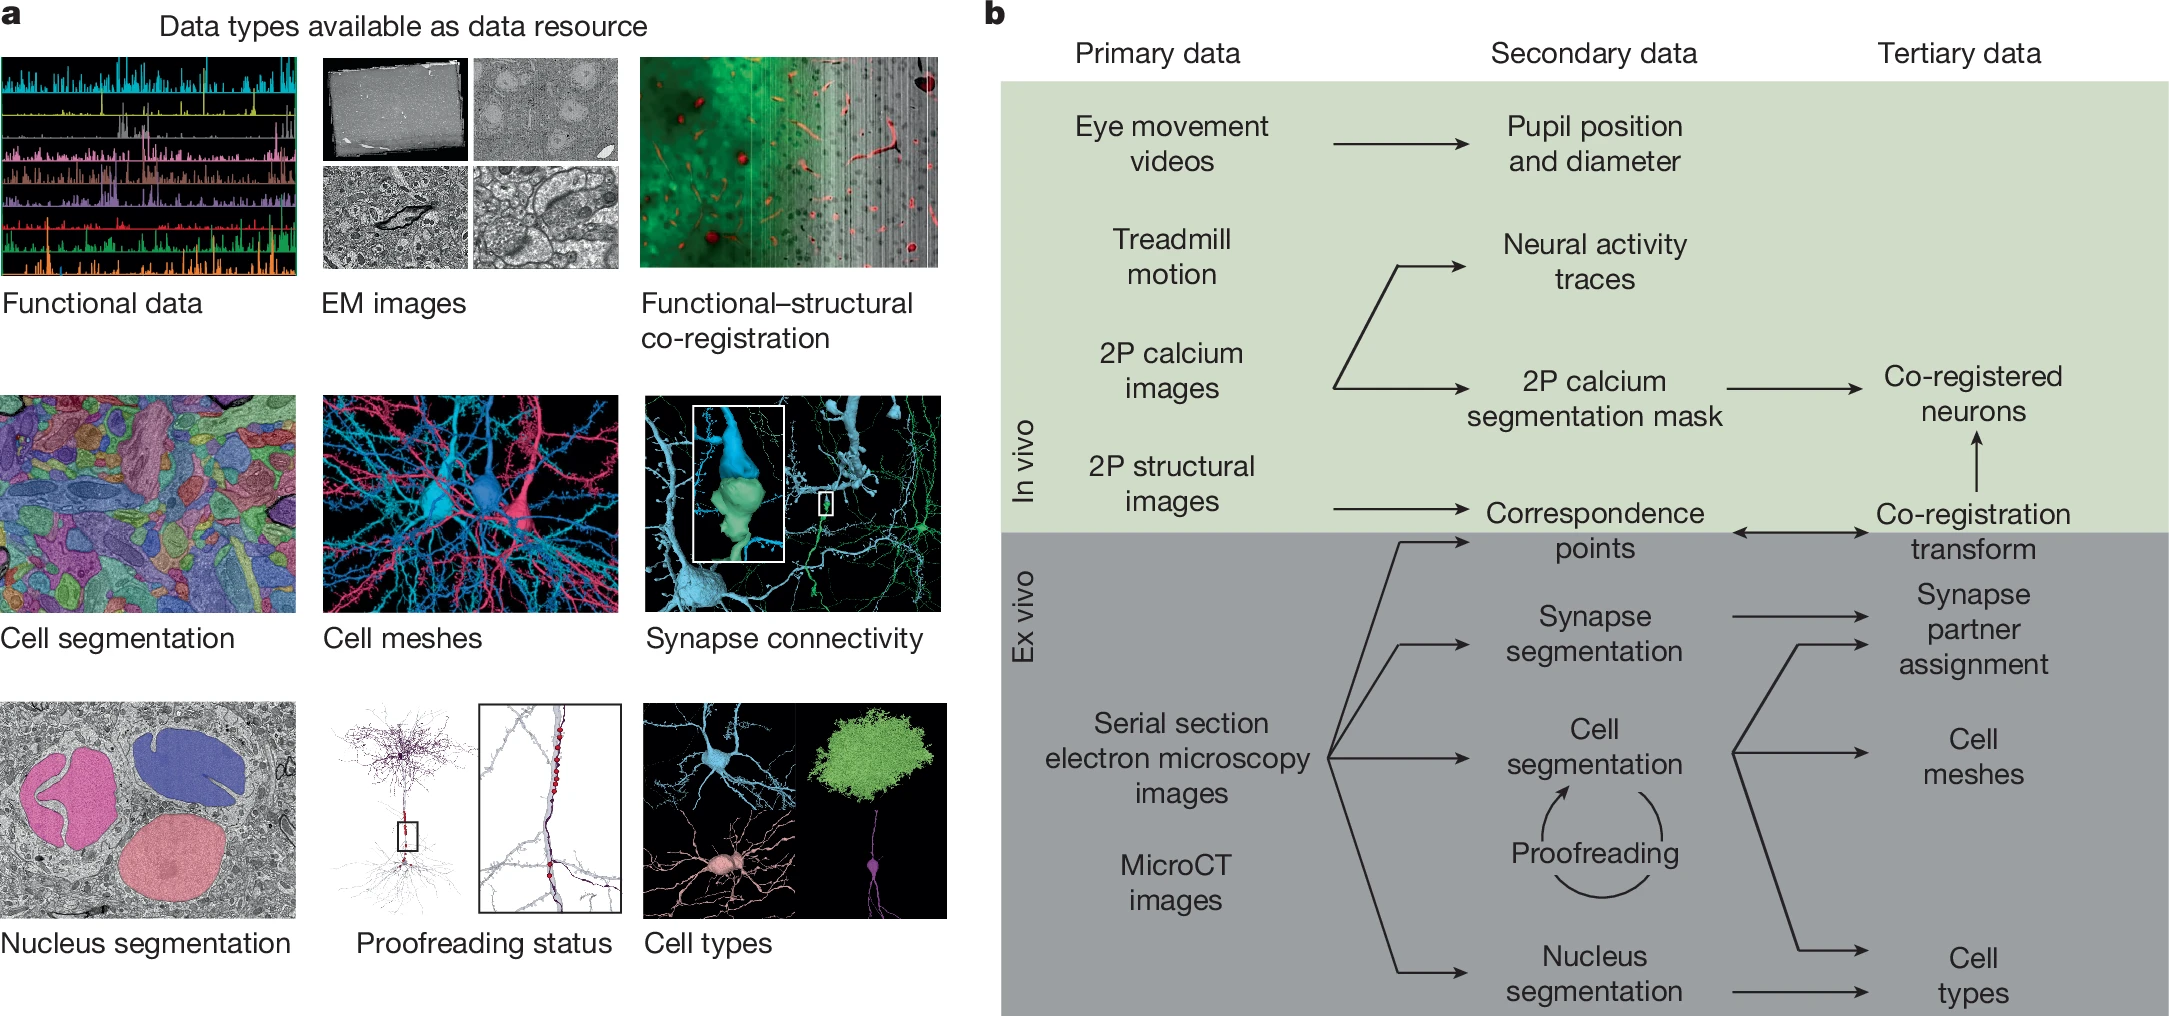 a
Data types available as data resource
Functional data
EM images
Functional–structural
co-registration
Cell segmentation
Cell meshes
Synapse connectivity
Nucleus segmentation
Proofreading status
Cell types
b
Primary data
Secondary data
Tertiary data
In vivo
Eye movement
videos
Pupil position
and diameter
Treadmill
motion
Neural activity
traces
2P calcium
images
2P calcium
segmentation mask
Co-registered
neurons
2P structural
images
Correspondence
points
Co-registration
transform
Ex vivo
Synapse
segmentation
Synapse
partner
assignment
Serial section
electron microscopy
images
Cell
segmentation
Cell
meshes
Proofreading
MicroCT
images
Nucleus
segmentation
Cell
types